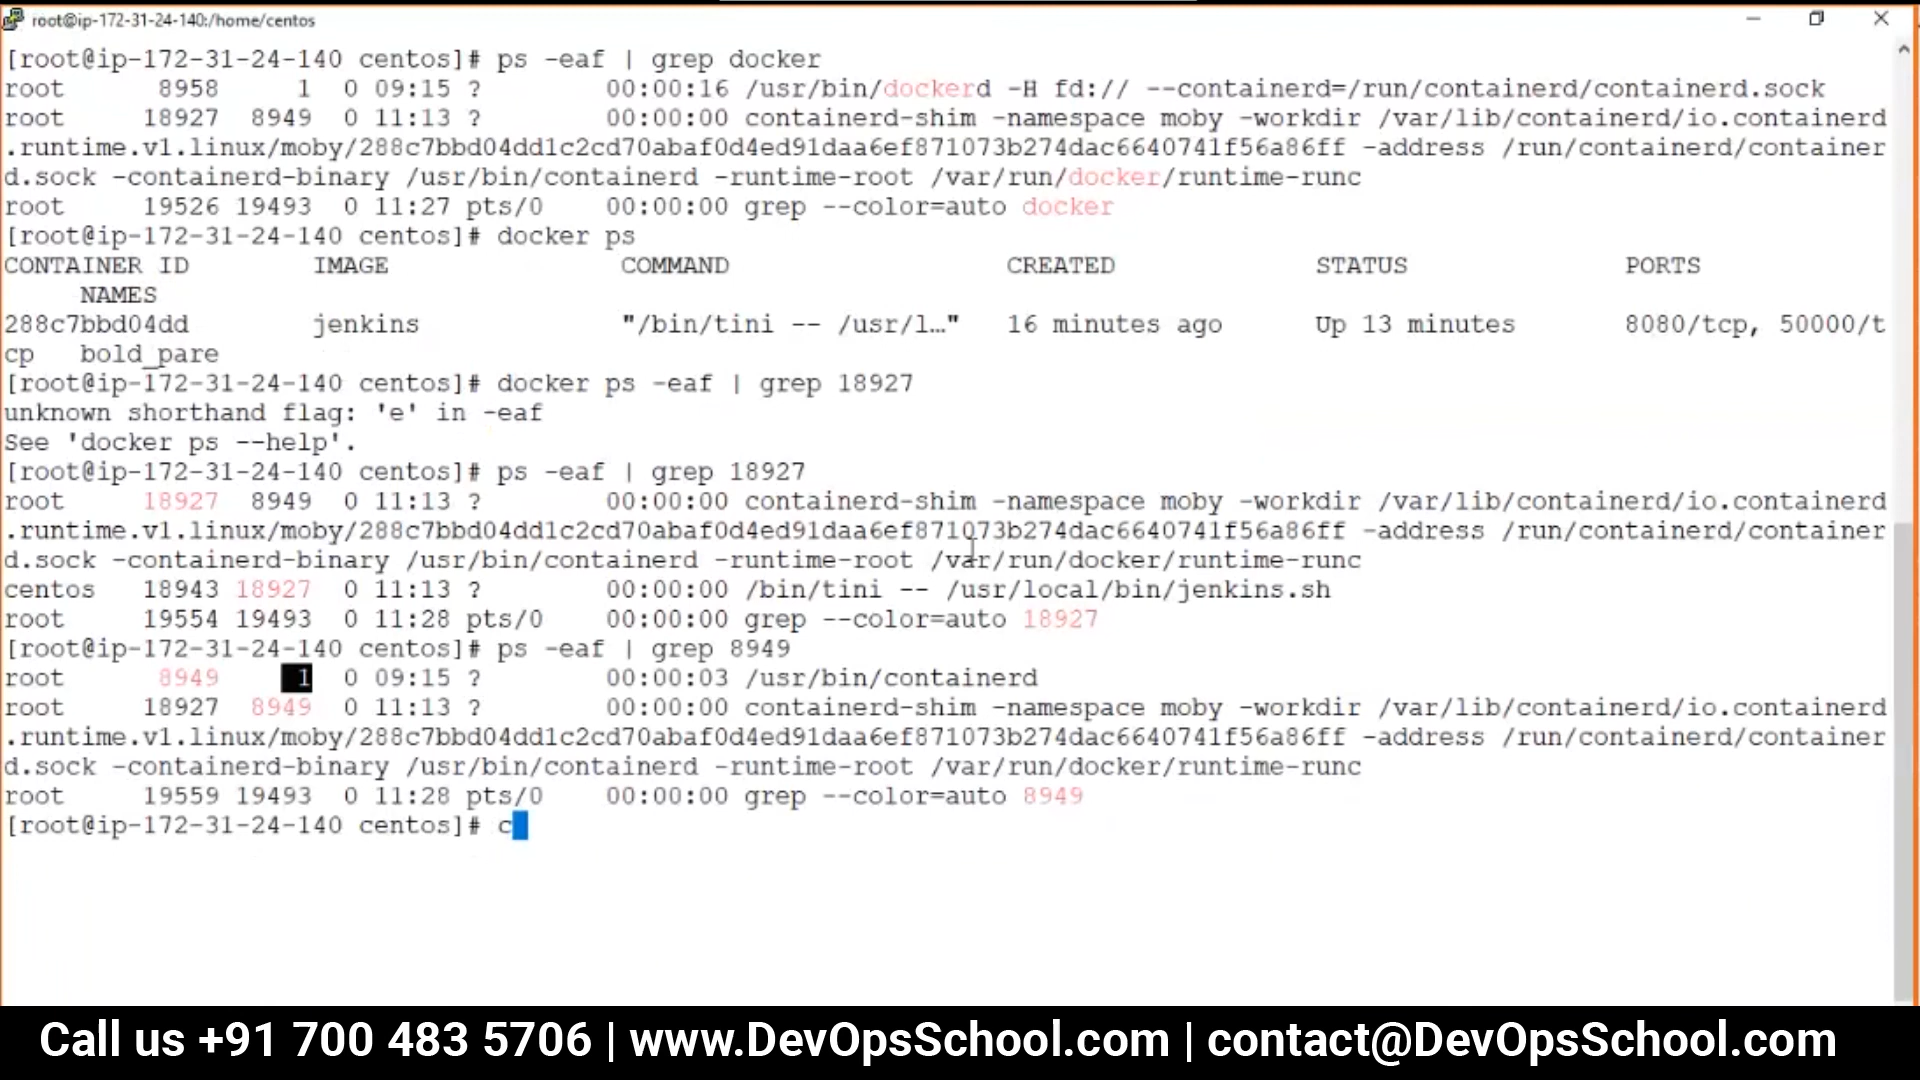 root@ip-172-31-24-140:/home/centos
[root@ip-172-31-24-140 centos]# ps -eaf | grep docker
root 8958 1 0 09:15 ? 00:00:16 /usr/bin/dockerd -H fd:// --containerd=/run/containerd/containerd.sock
root 18927 8949 0 11:13 ? 00:00:00 containerd-shim -namespace moby -workdir /var/lib/containerd/io.containerd
.runtime.v1.linux/moby/288c7bbd04dd1c2cd70abaf0d4ed91daa6ef871073b274dac6640741f56a86ff -address /run/containerd/container
d.sock -containerd-binary /usr/bin/containerd -runtime-root /var/run/docker/runtime-runc
root 19526 19493 0 11:27 pts/0 00:00:00 grep --color=auto docker
[root@ip-172-31-24-140 centos]# docker ps
CONTAINER ID IMAGE COMMAND CREATED STATUS PORTS
NAMES
288c7bbd04dd jenkins "/bin/tini -- /usr/l…" 16 minutes ago Up 13 minutes 8080/tcp, 50000/t
cp bold_pare
[root@ip-172-31-24-140 centos]# docker ps -eaf | grep 18927
unknown shorthand flag: 'e' in -eaf
See 'docker ps --help'.
[root@ip-172-31-24-140 centos]# ps -eaf | grep 18927
root 18927 8949 0 11:13 ? 00:00:00 containerd-shim -namespace moby -workdir /var/lib/containerd/io.containerd
.runtime.v1.linux/moby/288c7bbd04dd1c2cd70abaf0d4ed91daa6ef871073b274dac6640741f56a86ff -address /run/containerd/container
d.sock -containerd-binary /usr/bin/containerd -runtime-root /var/run/docker/runtime-runc
centos 18943 18927 0 11:13 ? 00:00:00 /bin/tini -- /usr/local/bin/jenkins.sh
root 19554 19493 0 11:28 pts/0 00:00:00 grep --color=auto 18927
[root@ip-172-31-24-140 centos]# ps -eaf | grep 8949
root 8949 1 0 09:15 ? 00:00:03 /usr/bin/containerd
root 18927 8949 0 11:13 ? 00:00:00 containerd-shim -namespace moby -workdir /var/lib/containerd/io.containerd
.runtime.v1.linux/moby/288c7bbd04dd1c2cd70abaf0d4ed91daa6ef871073b274dac6640741f56a86ff -address /run/containerd/container
d.sock -containerd-binary /usr/bin/containerd -runtime-root /var/run/docker/runtime-runc
root 19559 19493 0 11:28 pts/0 00:00:00 grep --color=auto 8949
[root@ip-172-31-24-140 centos]# c
Call us +91 700 483 5706 | www.DevOpsSchool.com | contact@DevOpsSchool.com